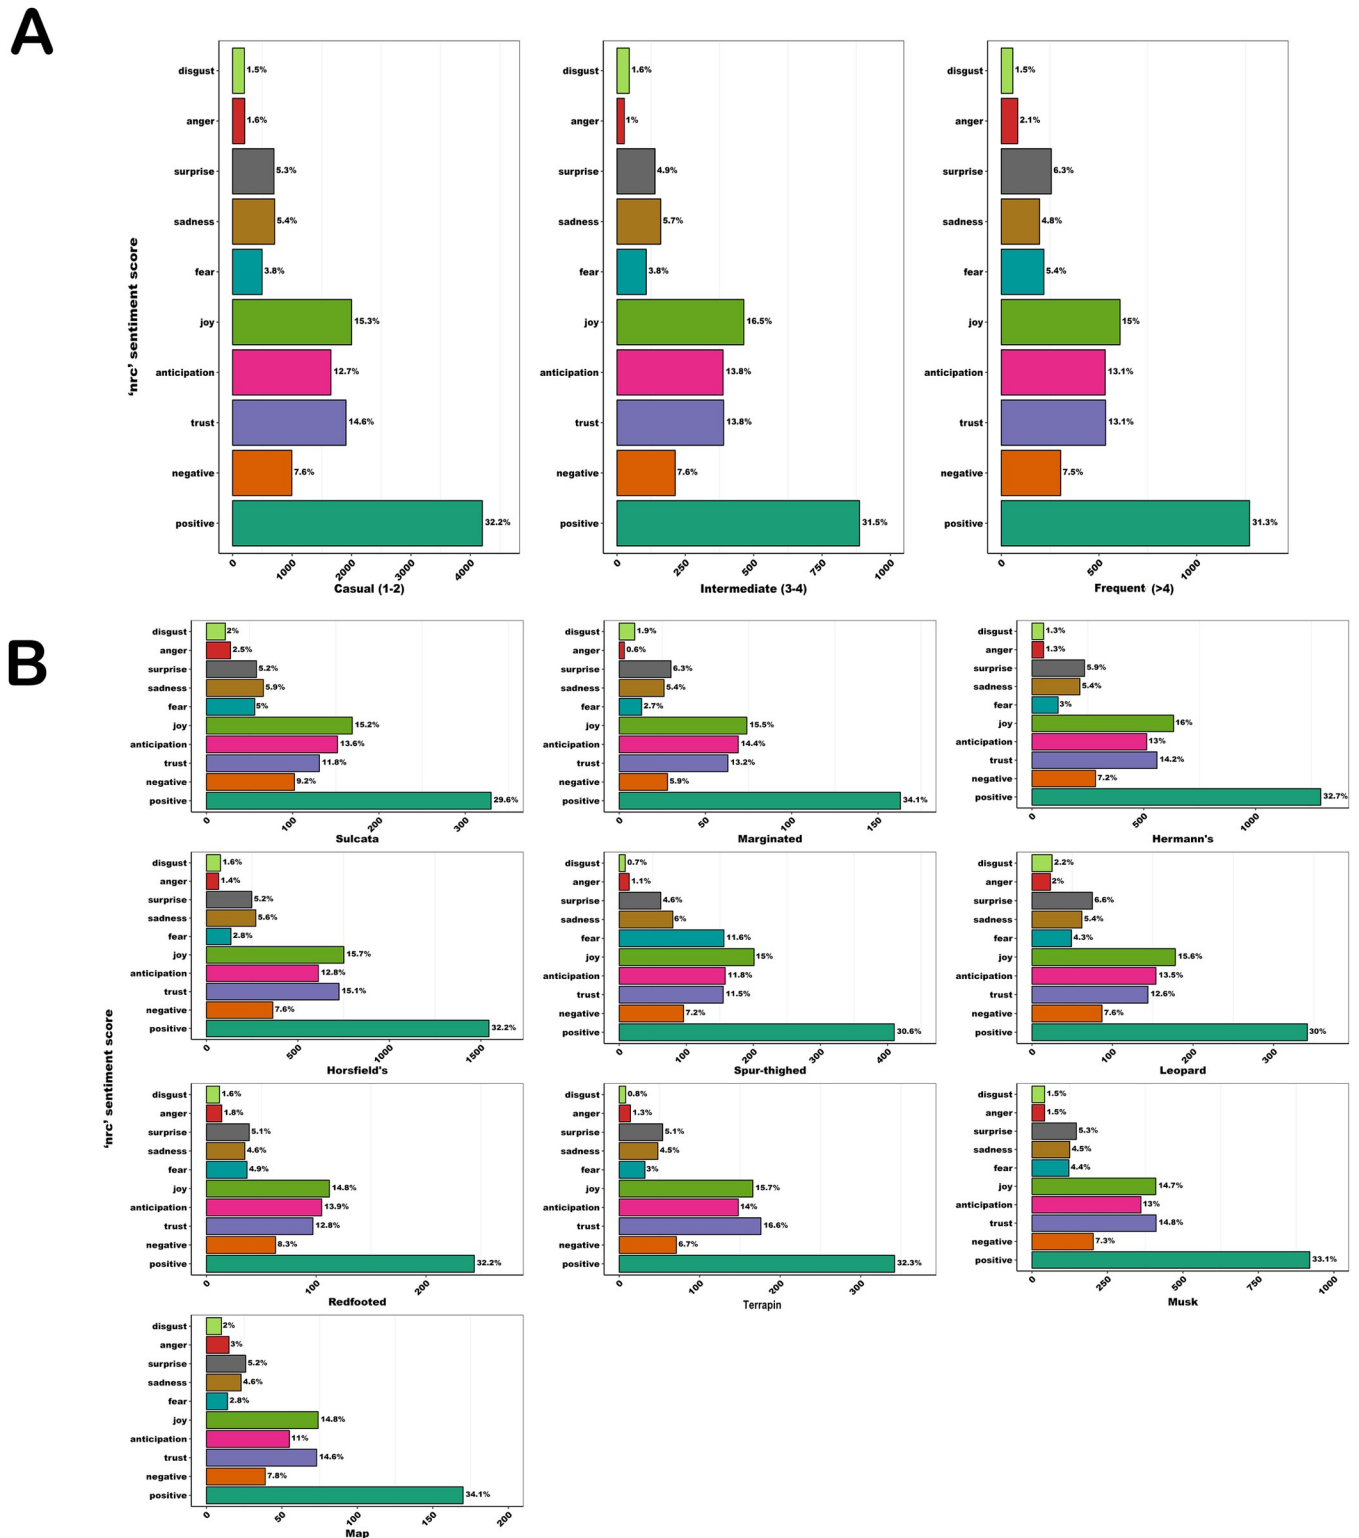 A
'nrc' sentiment score
disgust 1.5%
anger 1.6%
surprise 5.3%
sadness 5.4%
fear 3.8%
joy 15.3%
anticipation 12.7%
trust 14.6%
negative 7.6%
positive 32.2%
0 1000 2000 3000 4000
Casual (1-2)
disgust 1.6%
anger 1%
surprise 4.9%
sadness 5.7%
fear 3.8%
joy 16.5%
anticipation 13.8%
trust 13.8%
negative 7.6%
positive 31.5%
0 250 500 750 1000
Intermediate (3-4)
disgust 1.5%
anger 2.1%
surprise 6.3%
sadness 4.8%
fear 5.4%
joy 15%
anticipation 13.1%
trust 13.1%
negative 7.5%
positive 31.3%
0 500 1000
Frequent (>4)
B
'nrc' sentiment score
disgust 2%
anger 2.5%
surprise 5.2%
sadness 5.9%
fear 5%
joy 15.2%
anticipation 13.6%
trust 11.8%
negative 9.2%
positive 29.6%
0 100 200 300
Sulcata
disgust 1.9%
anger 0.6%
surprise 6.3%
sadness 5.4%
fear 2.7%
joy 15.5%
anticipation 14.4%
trust 13.2%
negative 5.9%
positive 34.1%
0 50 100 150
Marginated
disgust 1.3%
anger 1.3%
surprise 5.9%
sadness 5.4%
fear 3%
joy 16%
anticipation 13%
trust 14.2%
negative 7.2%
positive 32.7%
0 500 1000
Hermann's
disgust 1.6%
anger 1.4%
surprise 5.2%
sadness 5.6%
fear 2.8%
joy 15.7%
anticipation 12.8%
trust 15.1%
negative 7.6%
positive 32.2%
0 500 1000 1500
Horsfield's
disgust 0.7%
anger 1.1%
surprise 4.6%
sadness 6%
fear 11.6%
joy 15%
anticipation 11.8%
trust 11.5%
negative 7.2%
positive 30.6%
0 100 200 300 400
Spur-thighed
disgust 2.2%
anger 2%
surprise 6.6%
sadness 5.4%
fear 4.3%
joy 15.6%
anticipation 13.5%
trust 12.6%
negative 7.6%
positive 30%
0 100 200 300
Leopard
disgust 1.6%
anger 1.8%
surprise 5.1%
sadness 4.6%
fear 4.9%
joy 14.8%
anticipation 13.9%
trust 12.8%
negative 8.3%
positive 32.2%
0 100 200
Redfooted
disgust 0.8%
anger 1.3%
surprise 5.1%
sadness 4.5%
fear 3%
joy 15.7%
anticipation 14%
trust 16.6%
negative 6.7%
positive 32.3%
0 100 200 300
Terrapin
disgust 1.5%
anger 1.5%
surprise 5.3%
sadness 4.5%
fear 4.4%
joy 14.7%
anticipation 13%
trust 14.8%
negative 7.3%
positive 33.1%
0 250 500 750 1000
Musk
disgust 2%
anger 3%
surprise 5.2%
sadness 4.6%
fear 2.8%
joy 14.8%
anticipation 11%
trust 14.6%
negative 7.8%
positive 34.1%
0 50 100 150 200
Map